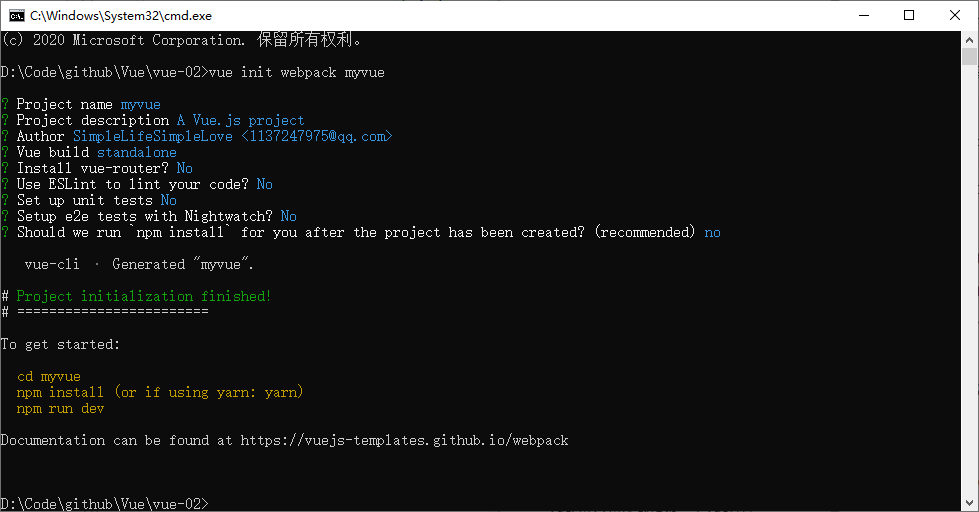 C:\Windows\System32\cmd.exe
(c) 2020 Microsoft Corporation. 保留所有权利。
D:\Code\github\Vue\vue-02>vue init webpack myvue
? Project name myvue
? Project description A Vue.js project
? Author SimpleLifeSimpleLove <1137247975@qq.com>
? Vue build standalone
? Install vue-router? No
? Use ESLint to lint your code? No
? Set up unit tests No
? Setup e2e tests with Nightwatch? No
? Should we run `npm install` for you after the project has been created? (recommended) no
vue-cli · Generated "myvue".
# Project initialization finished!
# ========================
To get started:
cd myvue
npm install (or if using yarn: yarn)
npm run dev
Documentation can be found at https://vuejs-templates.github.io/webpack
D:\Code\github\Vue\vue-02>